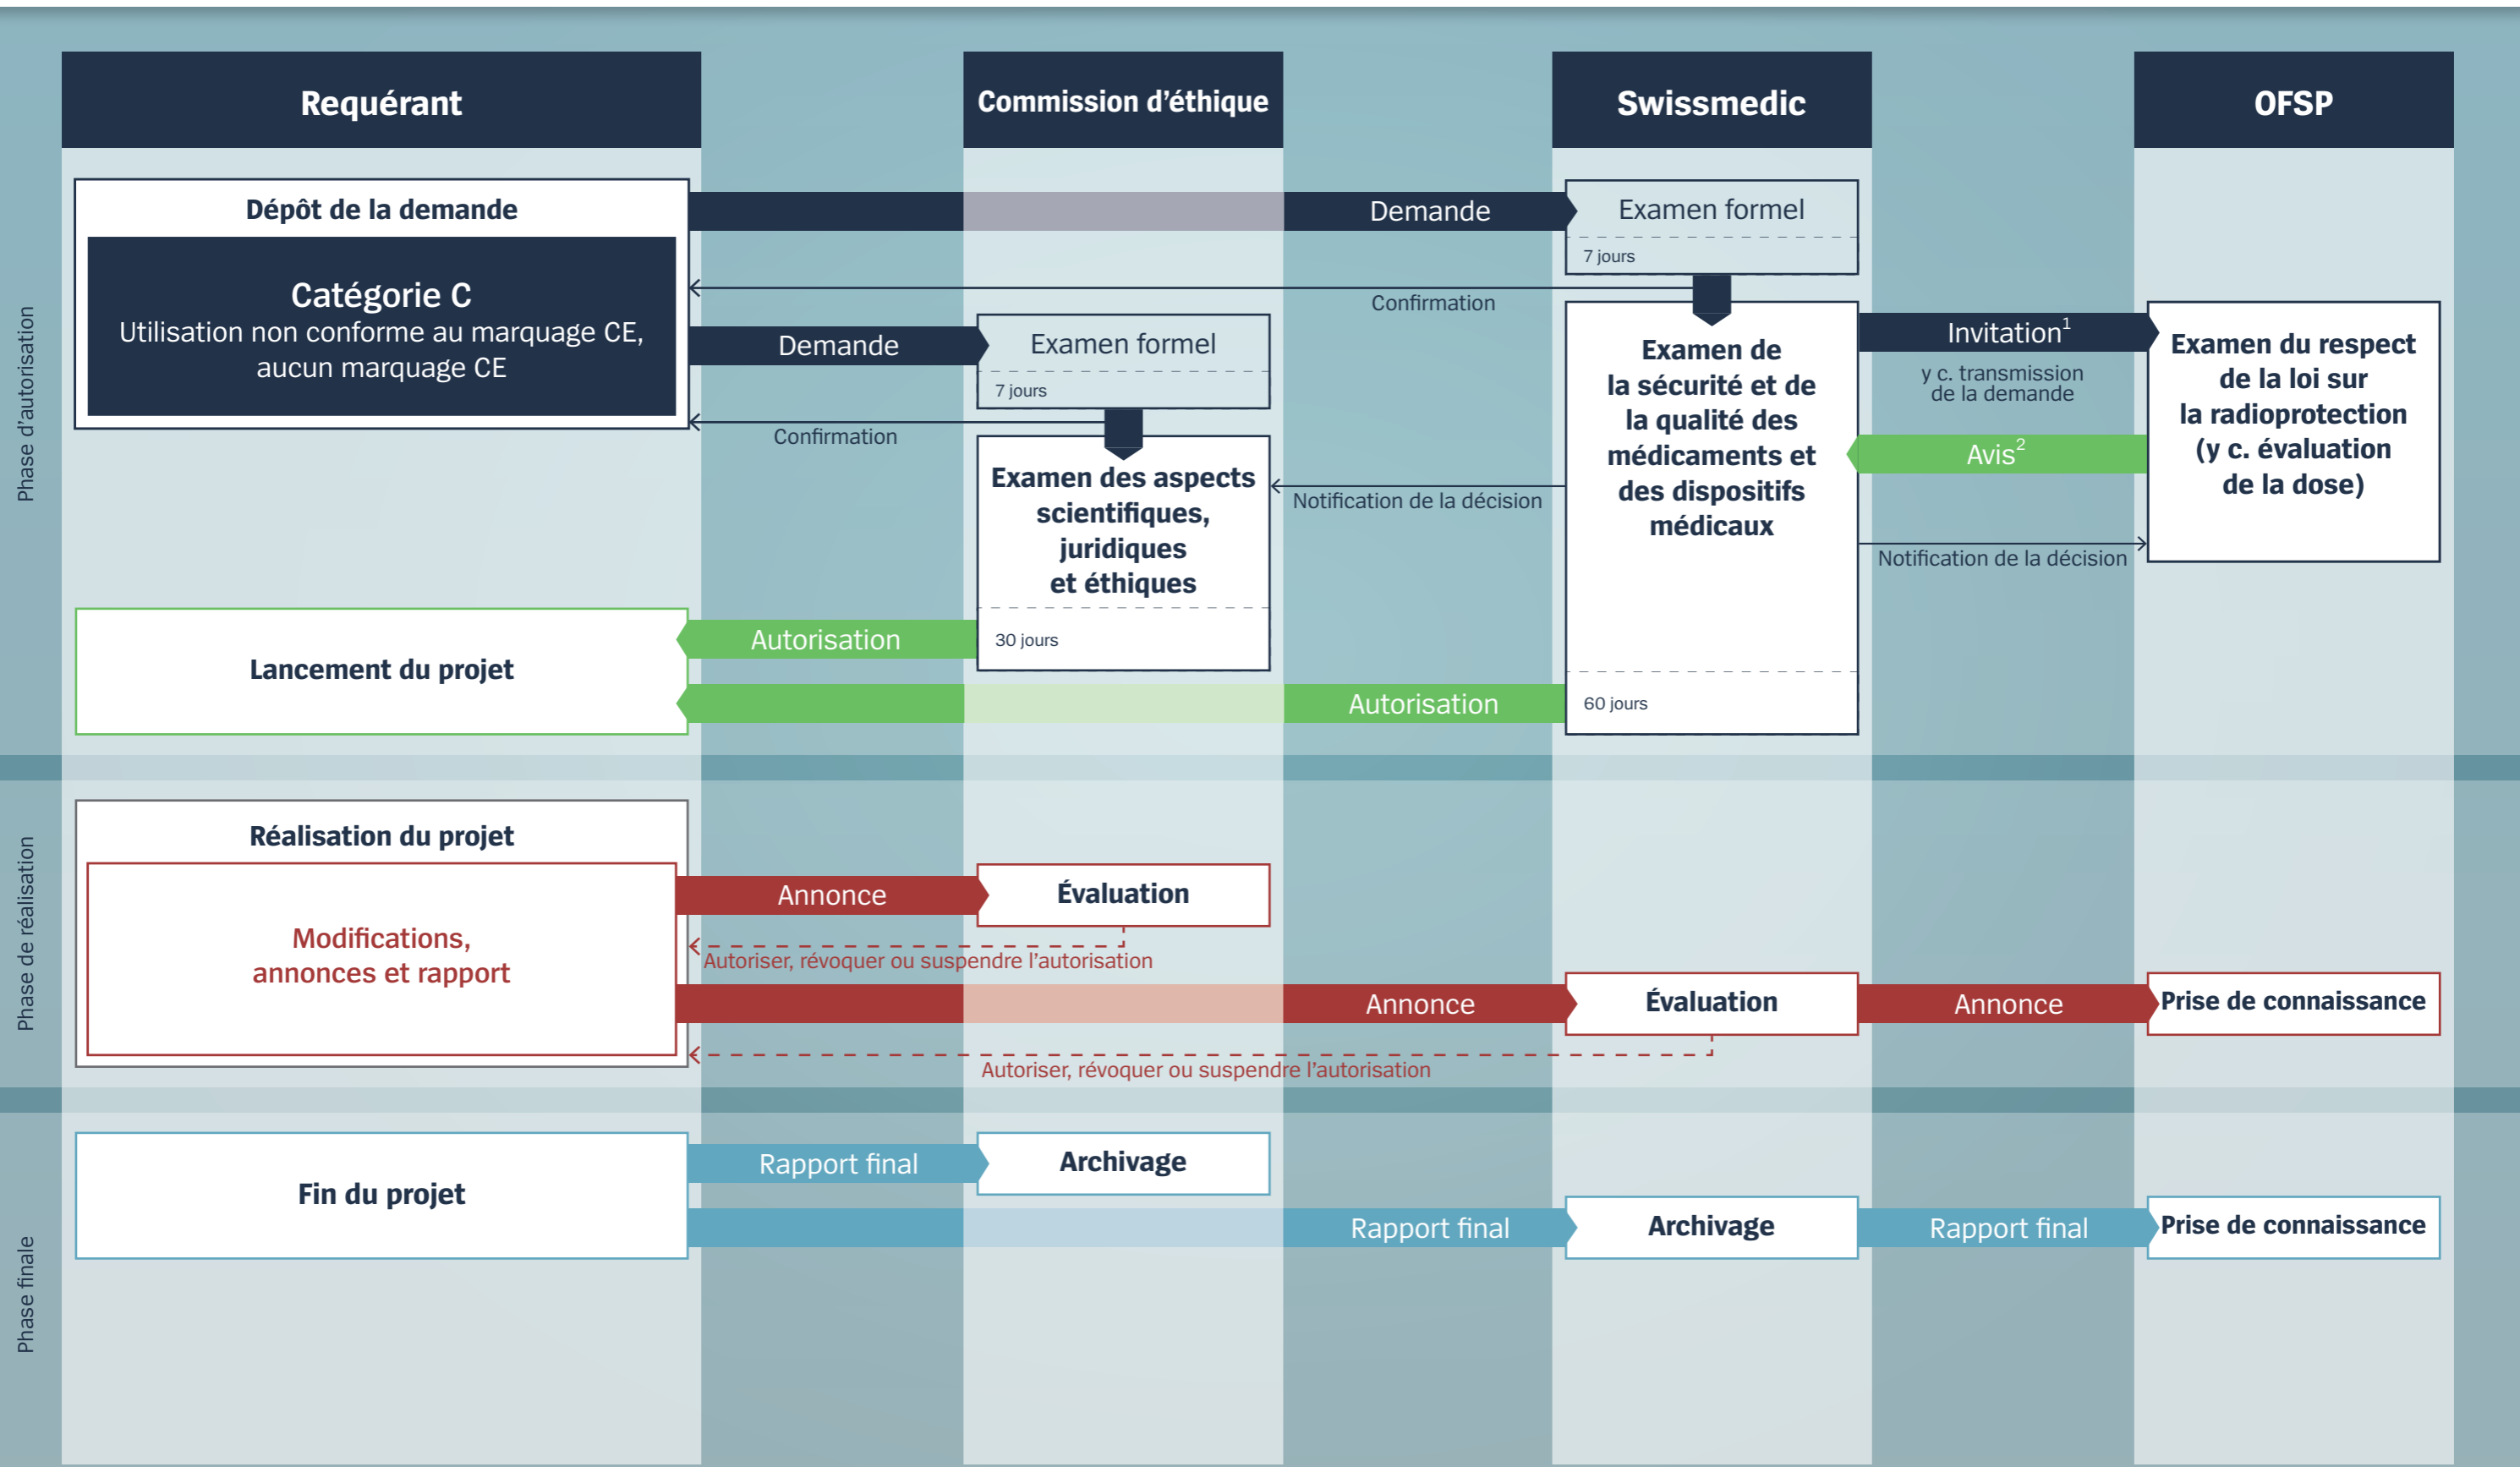 Requérant
Commission d'éthique
Swissmedic
OFSP
Phase d'autorisation
Dépôt de la demande
Catégorie C
Utilisation non conforme au marquage CE,
aucun marquage CE
Demande
Examen formel
7 jours
Confirmation
Demande
Examen formel
7 jours
Confirmation
Examen des aspects
scientifiques,
juridiques
et éthiques
30 jours
Notification de la décision
Examen de
la sécurité et de
la qualité des
médicaments et
des dispositifs
médicaux
60 jours
Invitation¹
y c. transmission
de la demande
Avis²
Notification de la décision
Examen du respect
de la loi sur
la radioprotection
(y c. évaluation
de la dose)
Lancement du projet
Autorisation
Autorisation
Phase de réalisation
Réalisation du projet
Modifications,
annonces et rapport
Annonce
Évaluation
Autoriser, révoquer ou suspendre l'autorisation
Annonce
Évaluation
Annonce
Prise de connaissance
Autoriser, révoquer ou suspendre l'autorisation
Phase finale
Fin du projet
Rapport final
Archivage
Rapport final
Archivage
Rapport final
Prise de connaissance